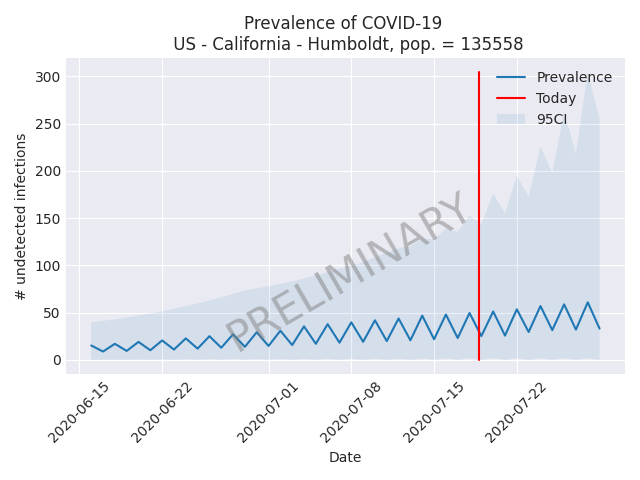 Prevalence of COVID-19
US - California - Humboldt, pop. = 135558
300
250
200
150
100
50
0
# undetected infections
Prevalence
Today
95CI
PRELIMINARY
2020-06-15
2020-06-22
2020-07-01
2020-07-08
2020-07-15
2020-07-22
Date